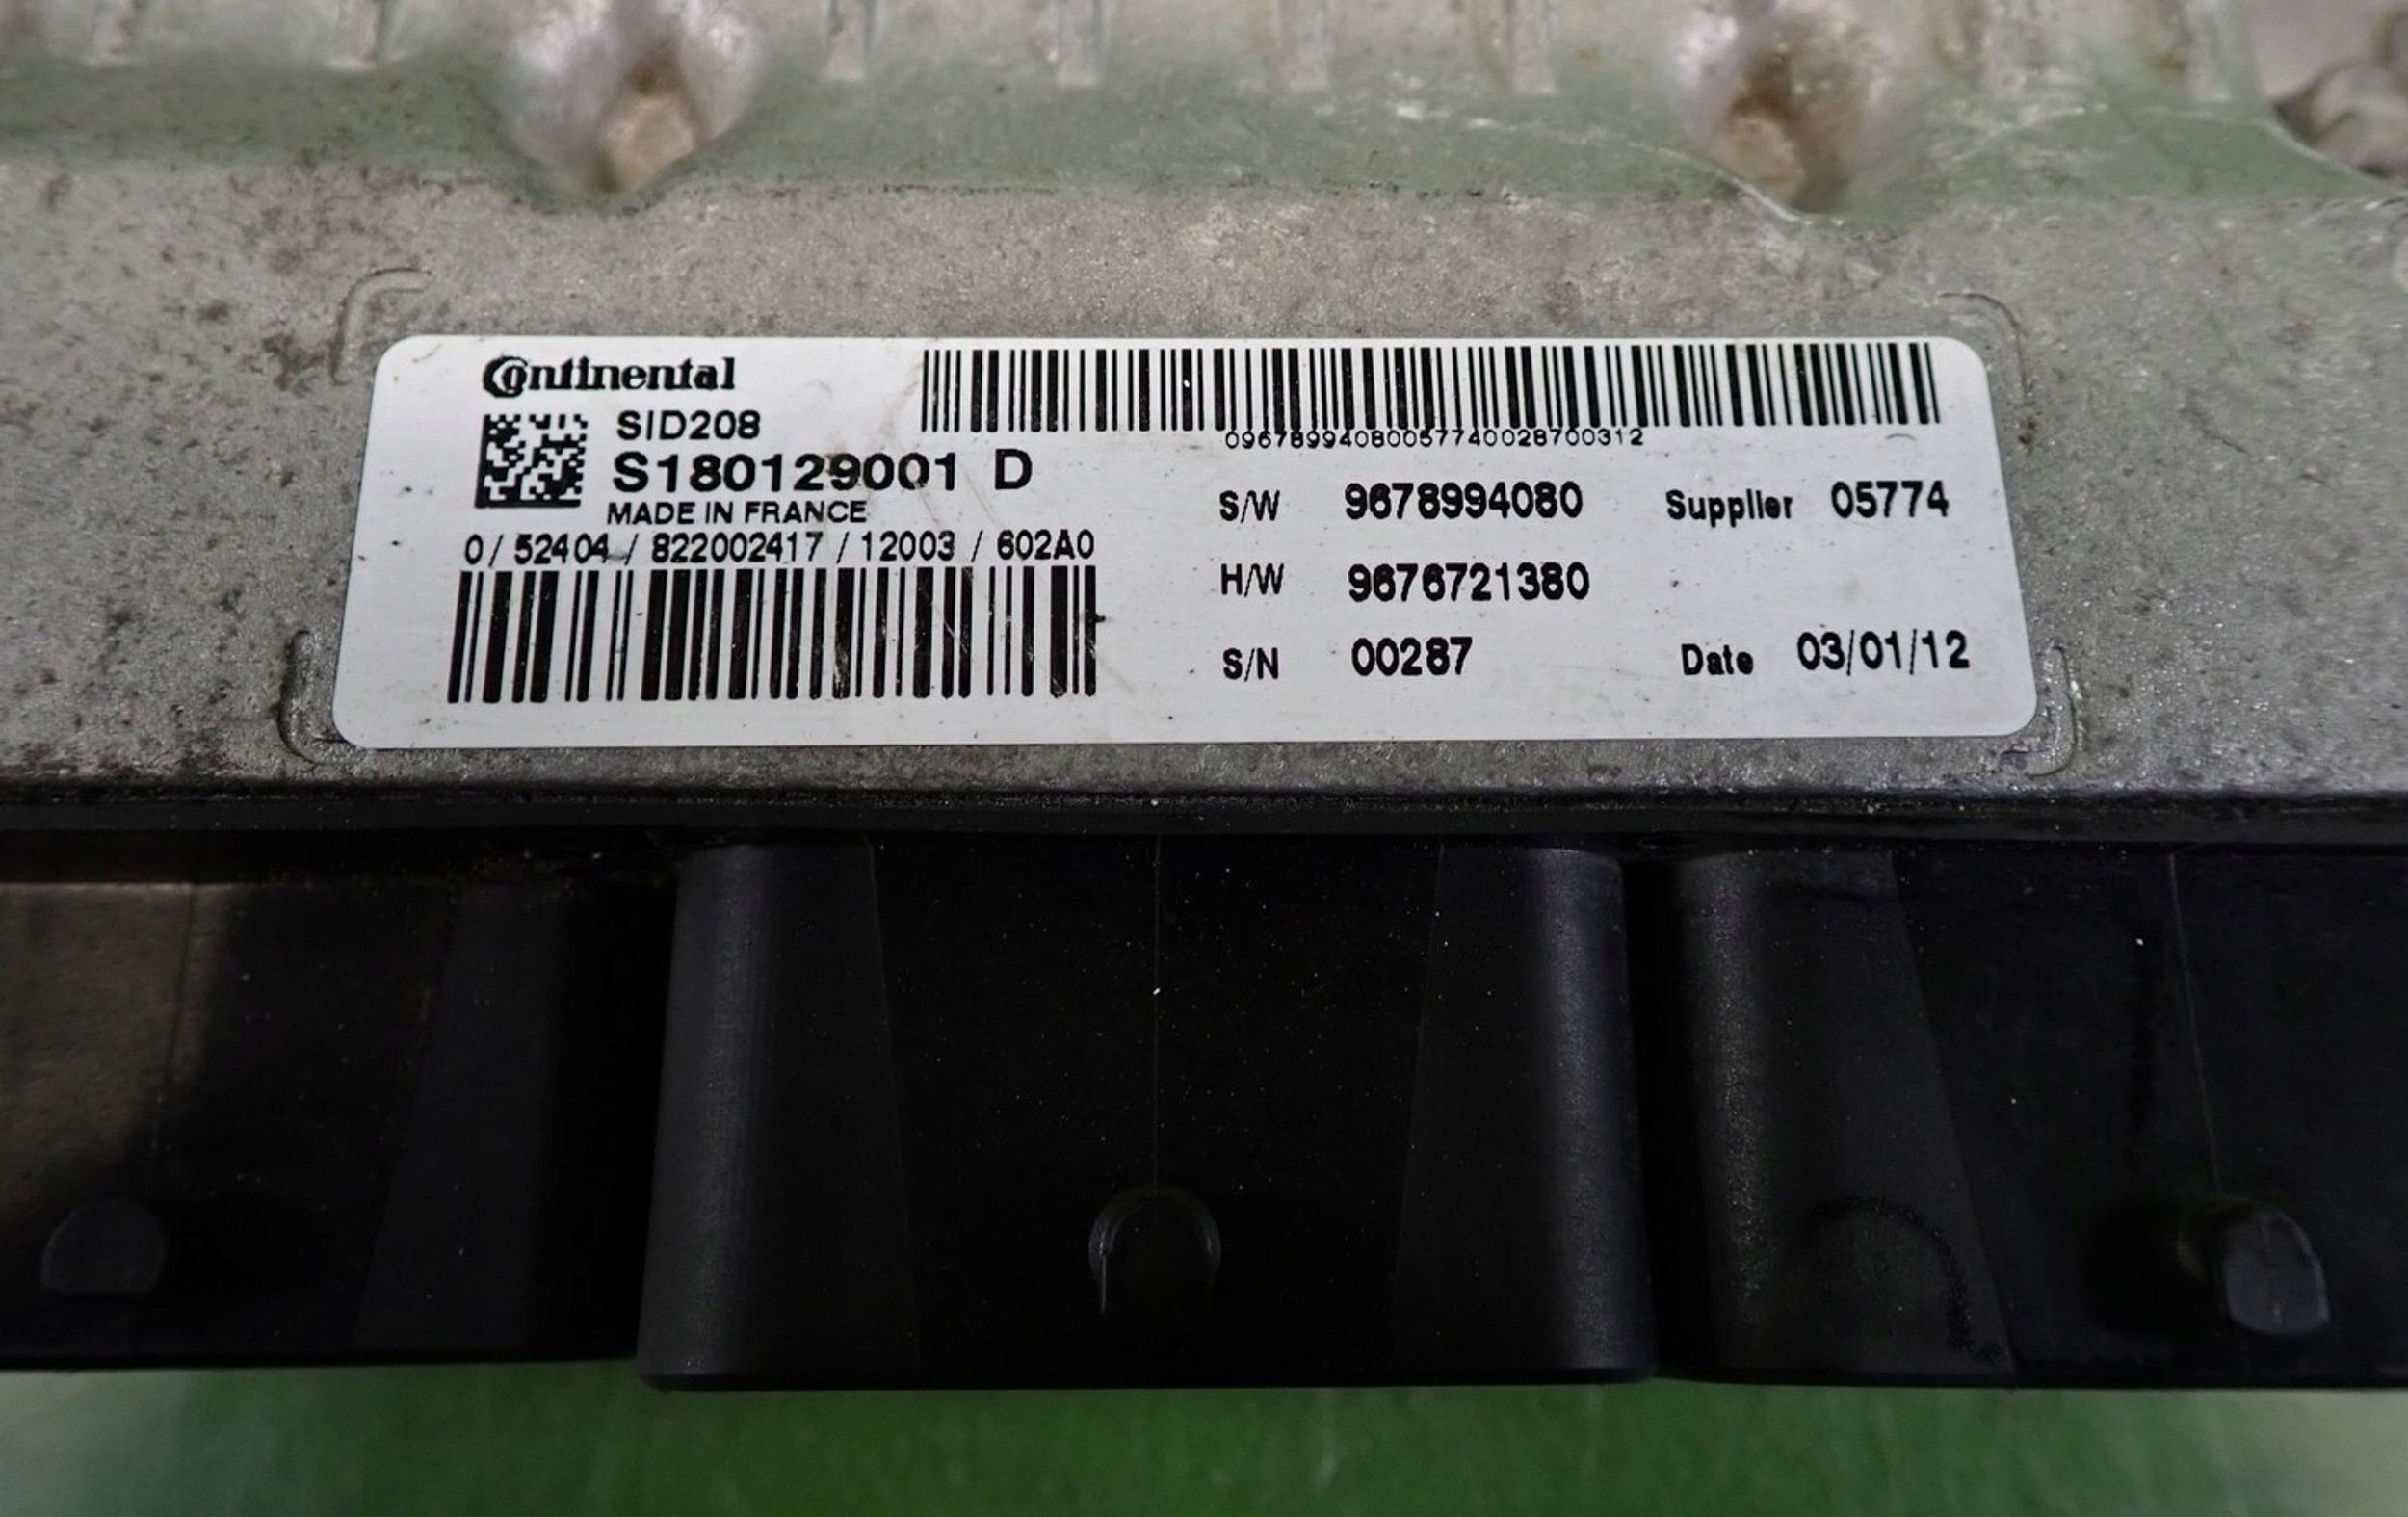 Continental
SID208
S180129001 D
MADE IN FRANCE
0/ 52404 / 822002417 / 12003 / 602A0
09678994080057740028700312
S/W 9678994080 Supplier 05774
H/W 9676721380
S/N 00287 Date 03/01/12